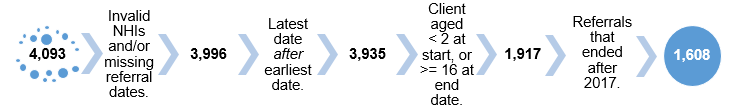 4,093
Invalid
NHIs
and/or
missing
referral
dates.
3,996
Latest
date
after
earliest
date.
3,935
Client
aged
< 2 at
start, or
>= 16 at
end
date.
1,917
Referrals
that
ended
after
2017.
1,608